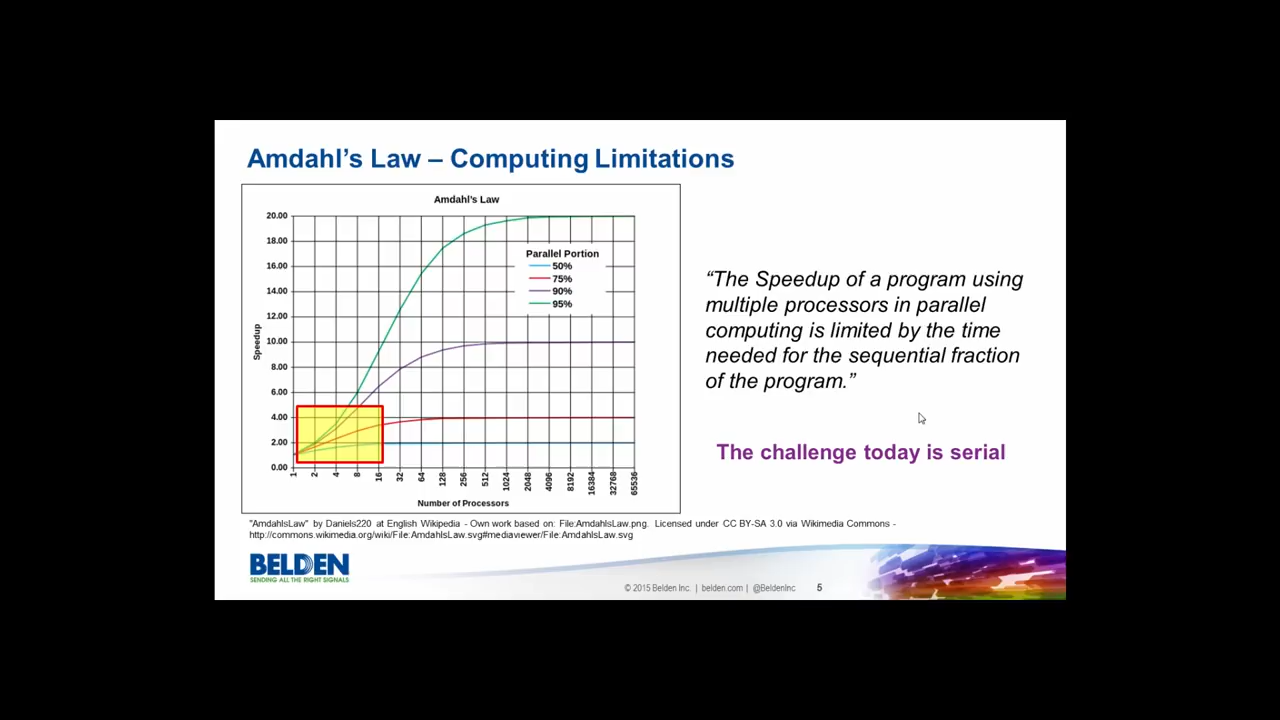 Amdahl’s Law – Computing Limitations
Amdahl's Law
20.00
18.00
16.00
14.00
12.00
10.00
8.00
6.00
4.00
2.00
0.00
Speedup
Parallel Portion
50%
75%
90%
95%
1
2
4
8
16
32
64
128
256
512
1024
2048
4096
8192
16384
32768
65536
Number of Processors
“The Speedup of a program using
multiple processors in parallel
computing is limited by the time
needed for the sequential fraction
of the program.”
The challenge today is serial
"AmdahlsLaw" by Daniels220 at English Wikipedia - Own work based on: File:AmdahlsLaw.png. Licensed under CC BY-SA 3.0 via Wikimedia Commons -
http://commons.wikimedia.org/wiki/File:AmdahlsLaw.svg#mediaviewer/File:AmdahlsLaw.svg
BELDEN
SENDING ALL THE RIGHT SIGNALS
© 2015 Belden Inc. | belden.com | @BeldenInc 5